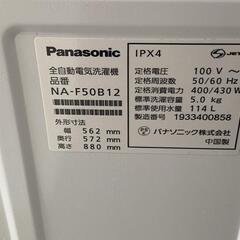 Panasonic
全自動電気洗濯機
品番
NA-F50B12
外形寸法
幅 562 mm
奥行 572 mm
高さ 880 mm
IPX4
JET
定格電圧 100 V ～
定格周波数 50/60 Hz
定格消費電力 400/430 W
標準洗濯容量 5.0 kg
標準使用水量 114 L
製造番号 1933400858
パナソニック株式会社
中国製